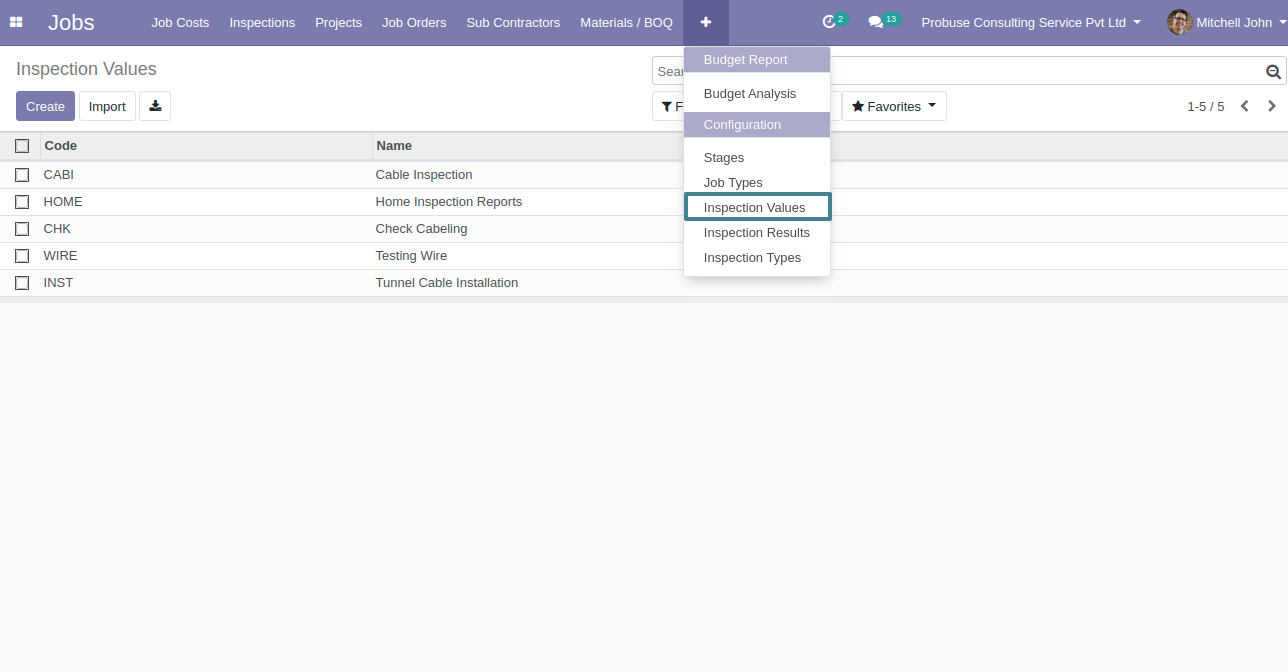 Jobs Job Costs Inspections Projects Job Orders Sub Contractors Materials / BOQ 2 13 Probuse Consulting Service Pvt Ltd Mitchell John
Inspection Values
Budget Report
Create Import Favorites 1-5 / 5
Budget Analysis
Configuration
Stages
Job Types
Inspection Values
Inspection Results
Inspection Types
Code Name
CABI Cable Inspection
HOME Home Inspection Reports
CHK Check Cabeling
WIRE Testing Wire
INST Tunnel Cable Installation